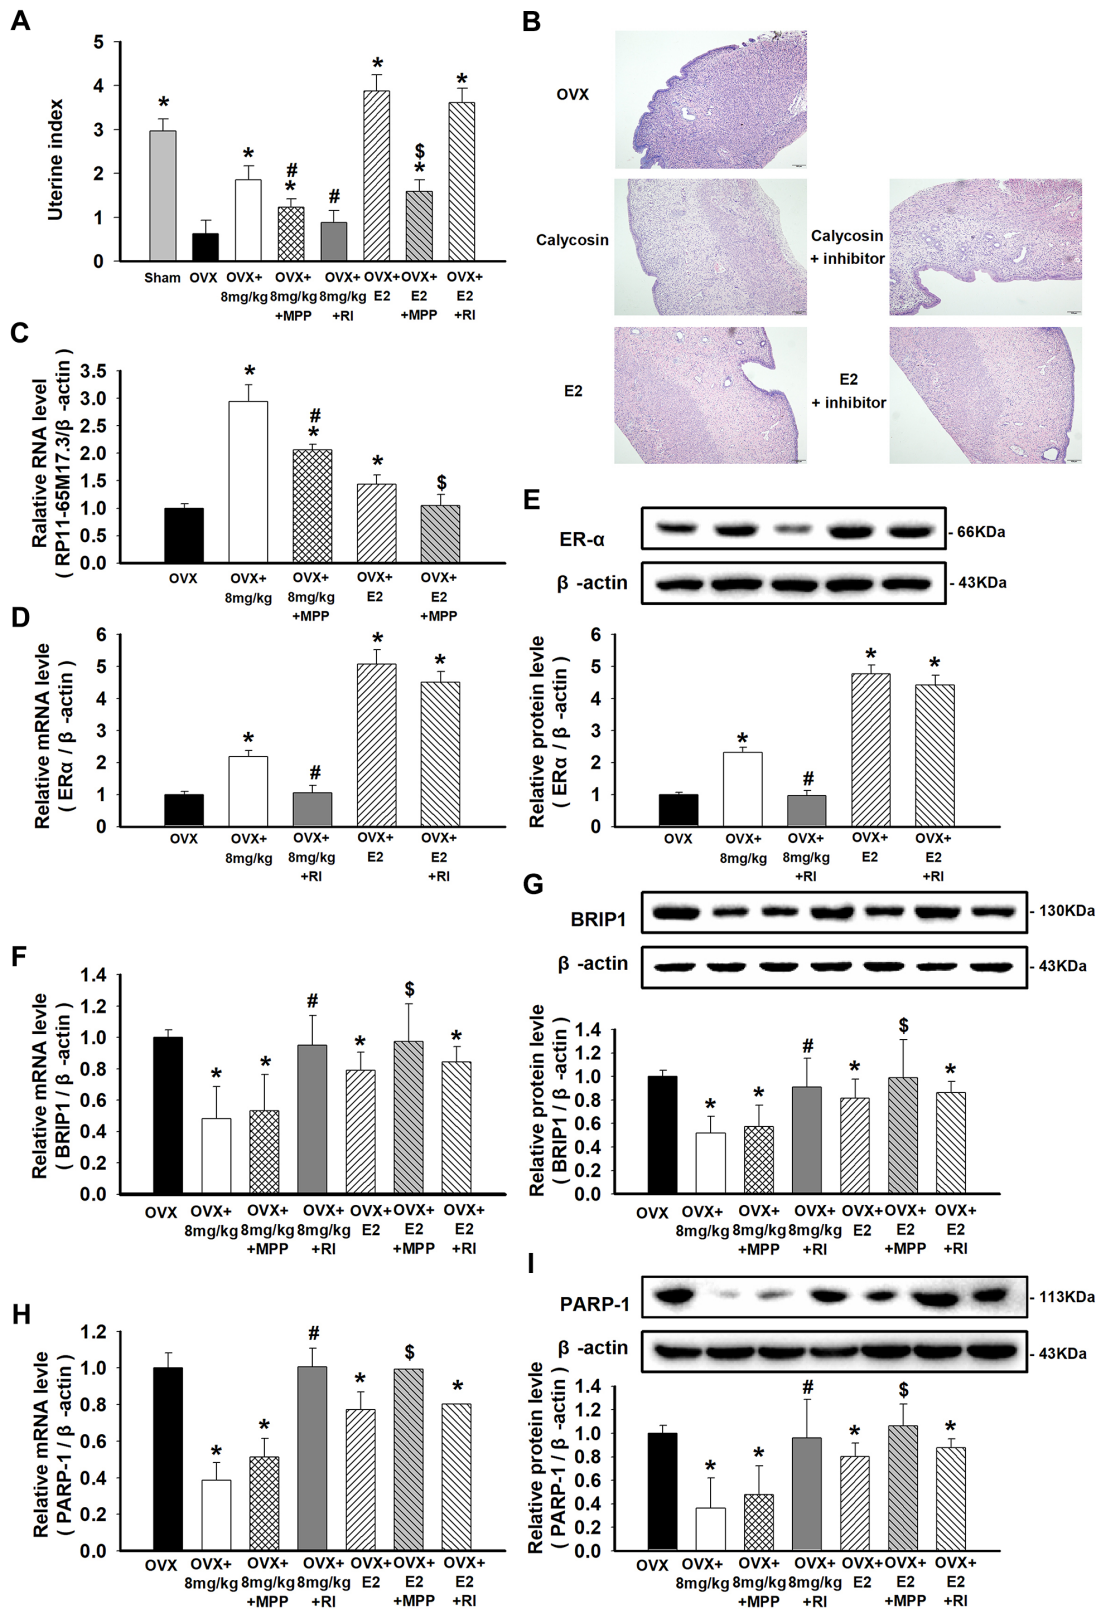 A
Uterine index
5
4
3
2
1
0
*
*
#
*
#
*
$
*
*
Sham
OVX
OVX+
8mg/kg
OVX+
8mg/kg
+MPP
OVX+
8mg/kg
+RI
OVX+
E2
OVX+
E2
+MPP
OVX+
E2
+RI
B
OVX
Calycosin
Calycosin
+ inhibitor
E2
E2
+ inhibitor
C
Ralative RNA level
( RP11-65M17.3/β -actin )
3.5
3.0
2.5
2.0
1.5
1.0
0.5
0.0
*
#
*
*
$
OVX
OVX+
8mg/kg
OVX+
8mg/kg
+MPP
OVX+
E2
OVX+
E2
+MPP
D
Relative mRNA levle
( ERα / β -actin )
6
5
4
3
2
1
0
*
#
*
*
OVX
OVX+
8mg/kg
OVX+
8mg/kg
+RI
OVX+
E2
OVX+
E2
+RI
E
ER-α
- 66KDa
β -actin
- 43KDa
Relative protein levle
( ERα / β -actin )
6
5
4
3
2
1
0
*
#
*
*
OVX
OVX+
8mg/kg
OVX+
8mg/kg
+RI
OVX+
E2
OVX+
E2
+RI
F
Relative mRNA levle
( BRIP1 / β -actin )
1.4
1.2
1.0
0.8
0.6
0.4
0.2
0.0
*
*
#
*
$
*
OVX
OVX+
8mg/kg
OVX+
8mg/kg
+MPP
OVX+
8mg/kg
+RI
OVX+
E2
OVX+
E2
+MPP
OVX+
E2
+RI
G
BRIP1
- 130KDa
β -actin
- 43KDa
Relative protein levle
( BRIP1 / β -actin )
1.4
1.2
1.0
0.8
0.6
0.4
0.2
0.0
*
*
#
*
$
*
OVX
OVX+
8mg/kg
OVX+
8mg/kg
+MPP
OVX+
8mg/kg
+RI
OVX+
E2
OVX+
E2
+MPP
OVX+
E2
+RI
H
Relative mRNA levle
( PARP-1 / β -actin )
1.2
1.0
0.8
0.6
0.4
0.2
0.0
*
*
#
*
$
*
OVX
OVX+
8mg/kg
OVX+
8mg/kg
+MPP
OVX+
8mg/kg
+RI
OVX+
E2
OVX+
E2
+MPP
OVX+
E2
+RI
I
PARP-1
- 113KDa
β -actin
- 43KDa
Relative protein levle
( PARP-1 / β -actin )
1.4
1.2
1.0
0.8
0.6
0.4
0.2
0.0
*
*
#
*
$
*
OVX
OVX+
8mg/kg
OVX+
8mg/kg
+MPP
OVX+
8mg/kg
+RI
OVX+
E2
OVX+
E2
+MPP
OVX+
E2
+RI